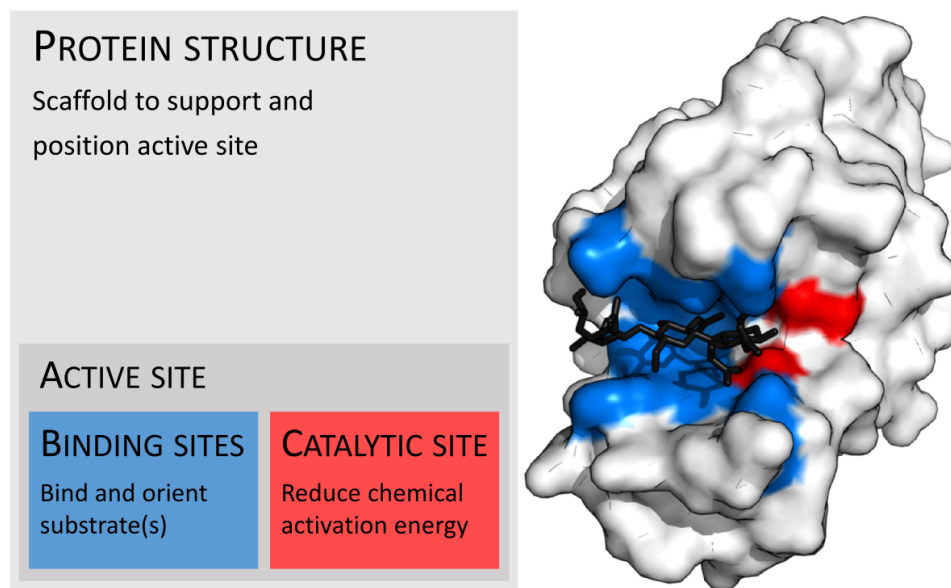 PROTEIN STRUCTURE
Scaffold to support and
position active site
ACTIVE SITE
BINDING SITES
Bind and orient
substrate(s)
CATALYTIC SITE
Reduce chemical
activation energy